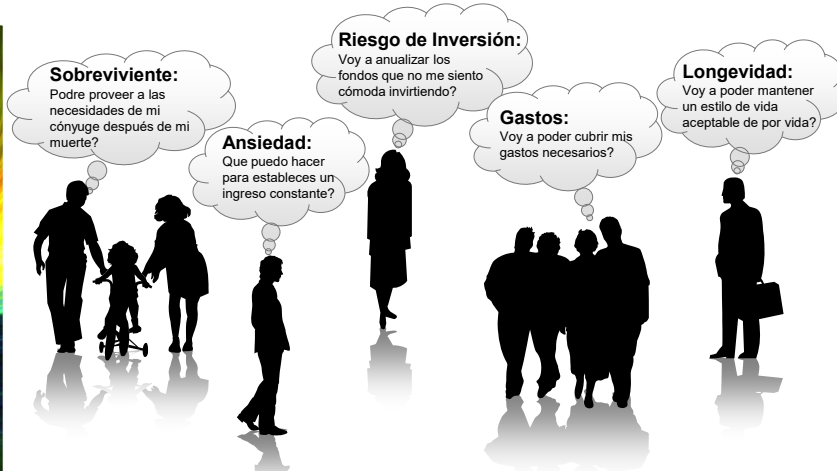 Sobreviviente:
Podre proveer a las
necesidades de mi
cónyuge después de mi
muerte?
Ansiedad:
Que puedo hacer
para estableces un
ingreso constante?
Riesgo de Inversión:
Voy a anualizar los
fondos que no me siento
cómoda invirtiendo?
Gastos:
Voy a poder cubrir mis
gastos necesarios?
Longevidad:
Voy a poder mantener
un estilo de vida
aceptable de por vida?